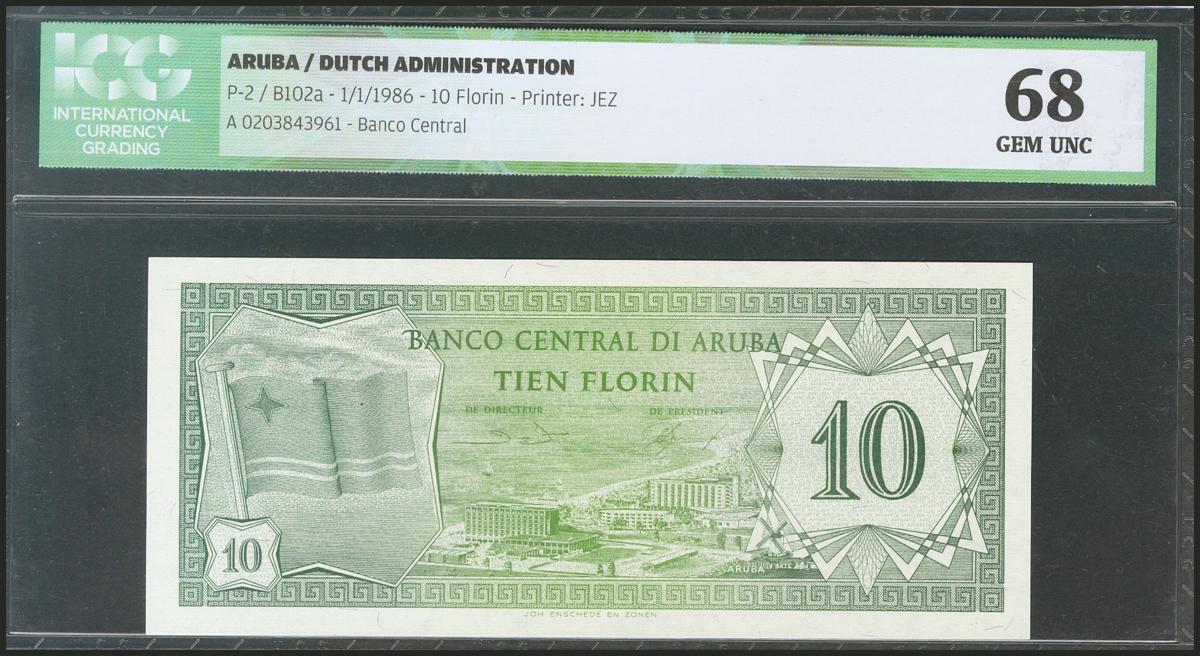 ICG
INTERNATIONAL
CURRENCY
GRADING
ARUBA / DUTCH ADMINISTRATION
P-2 / B102a - 1/1/1986 - 10 Florin - Printer: JEZ
A 0203843961 - Banco Central
68
GEM UNC
BANCO CENTRAL DI ARUBA
TIEN FLORIN
DE DIRECTEUR DE PRESIDENT
10
10
ARUBA
JOH ENSCHEDÉ EN ZONEN